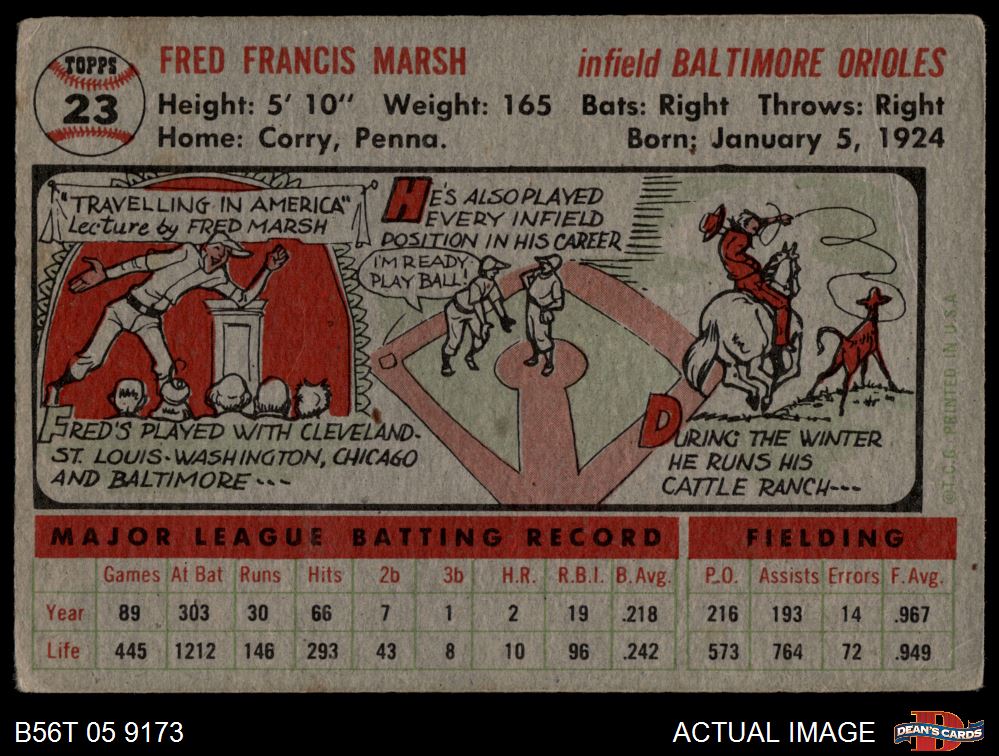 TOPPS
23
FRED FRANCIS MARSH
infield BALTIMORE ORIOLES
Height: 5' 10" Weight: 165 Bats: Right Throws: Right
Home: Corry, Penna. Born; January 5, 1924
"TRAVELLING IN AMERICA"
Lecture by FRED MARSH
HE'S ALSO PLAYED
EVERY INFIELD
POSITION IN HIS CAREER
I'M READY-
PLAY BALL!
FRED'S PLAYED WITH CLEVELAND-
ST. LOUIS-WASHINGTON, CHICAGO
AND BALTIMORE ---
DURING THE WINTER
HE RUNS HIS
CATTLE RANCH---
©T.C.G. PRINTED IN U.S.A
MAJOR LEAGUE BATTING RECORD FIELDING
Games At Bat Runs Hits 2b 3b H.R. R.B.I. B.Avg. P.O. Assists Errors F.Avg.
Year 89 303 30 66 7 1 2 19 .218 216 193 14 .967
Life 445 1212 146 293 43 8 10 96 .242 573 764 72 .949
B56T 05 9173 ACTUAL IMAGE
DEAN'S CARDS